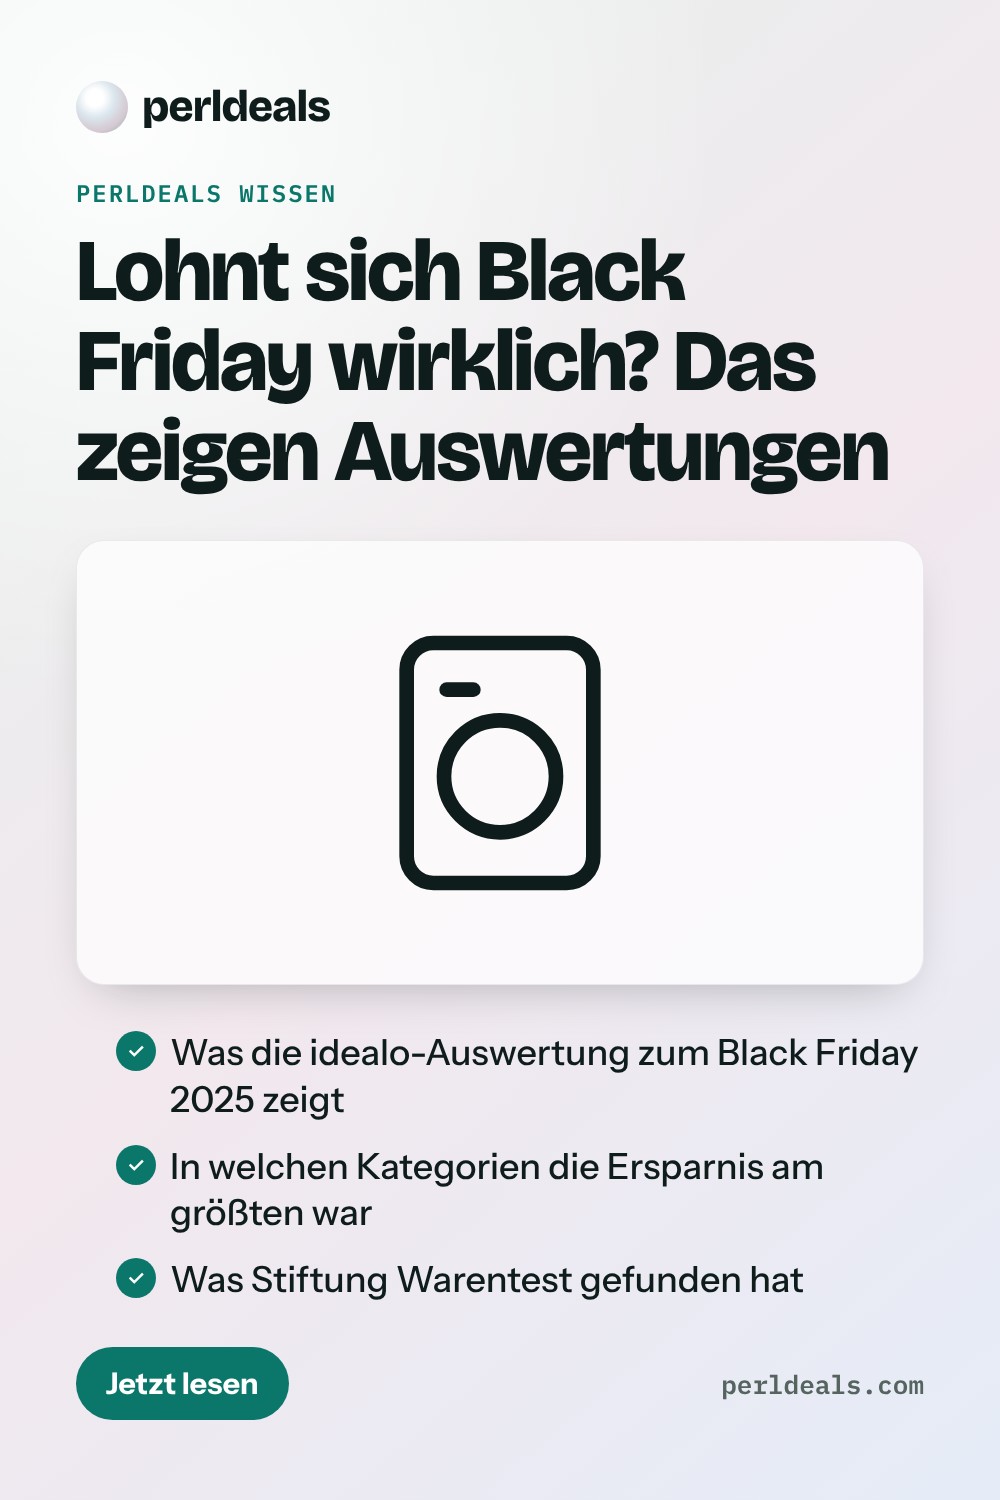 perldeals
PERLDEALS WISSEN
Lohnt sich Black
Friday wirklich? Das
zeigen Auswertungen
Was die idealo-Auswertung zum Black Friday
2025 zeigt
In welchen Kategorien die Ersparnis am
größten war
Was Stiftung Warentest gefunden hat
Jetzt lesen
perldeals.com